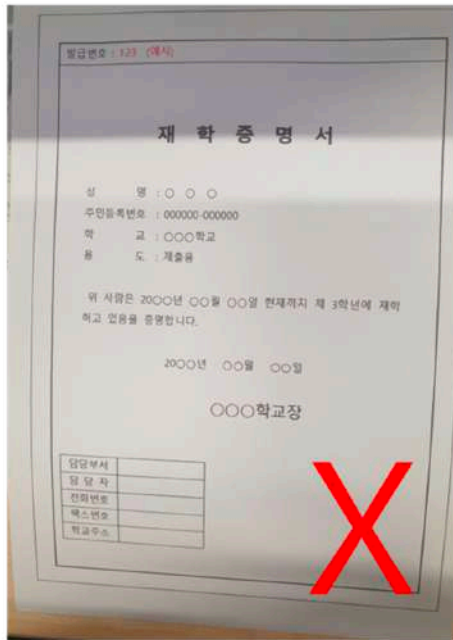 발급번호 : 123 (예시)
재 학 증 명 서
성 명 : ○ ○ ○
주민등록번호 : 000000-000000
학 교 : ○○○학교
용 도 : 제출용
위 사람은 20○○년 ○○월 ○○일 현재까지 제 3학년에 재학
하고 있음을 증명합니다.
20○○년 ○○월 ○○일
○○○학교장
담당부서
담 당 자
전화번호
팩스번호
학교주소
X